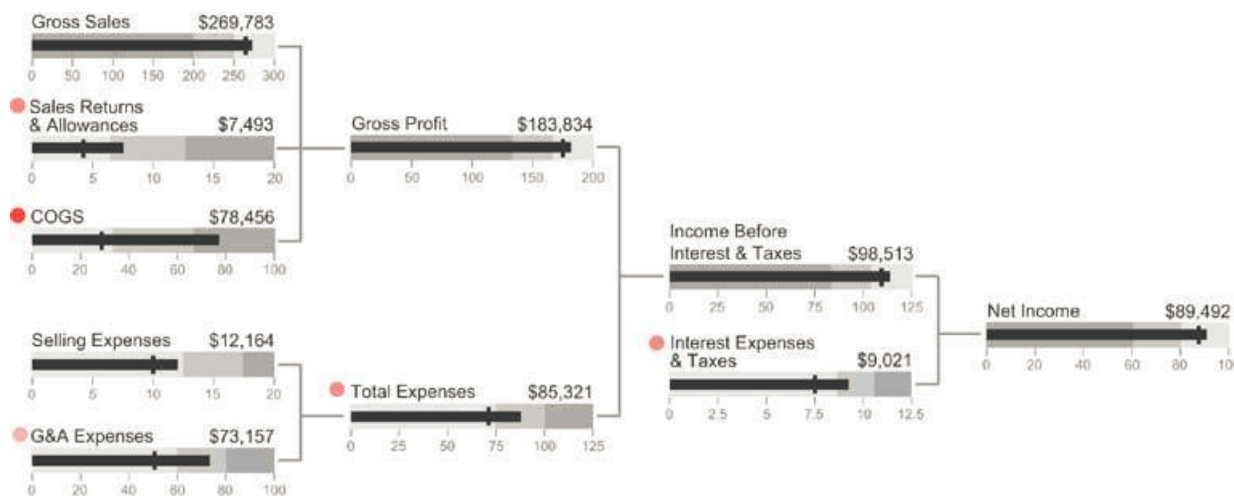 Gross Sales $269,783
0 50 100 150 200 250 300
Sales Returns
& Allowances $7,493
0 5 10 15 20
COGS $78,456
0 20 40 60 80 100
Gross Profit $183,834
0 50 100 150 200
Selling Expenses $12,164
0 5 10 15 20
G&A Expenses $73,157
0 20 40 60 80 100
Total Expenses $85,321
0 25 50 75 100 125
Income Before
Interest & Taxes $98,513
0 25 50 75 100 125
Interest Expenses
& Taxes $9,021
0 2.5 5 7.5 10 12.5
Net Income $89,492
0 20 40 60 80 100